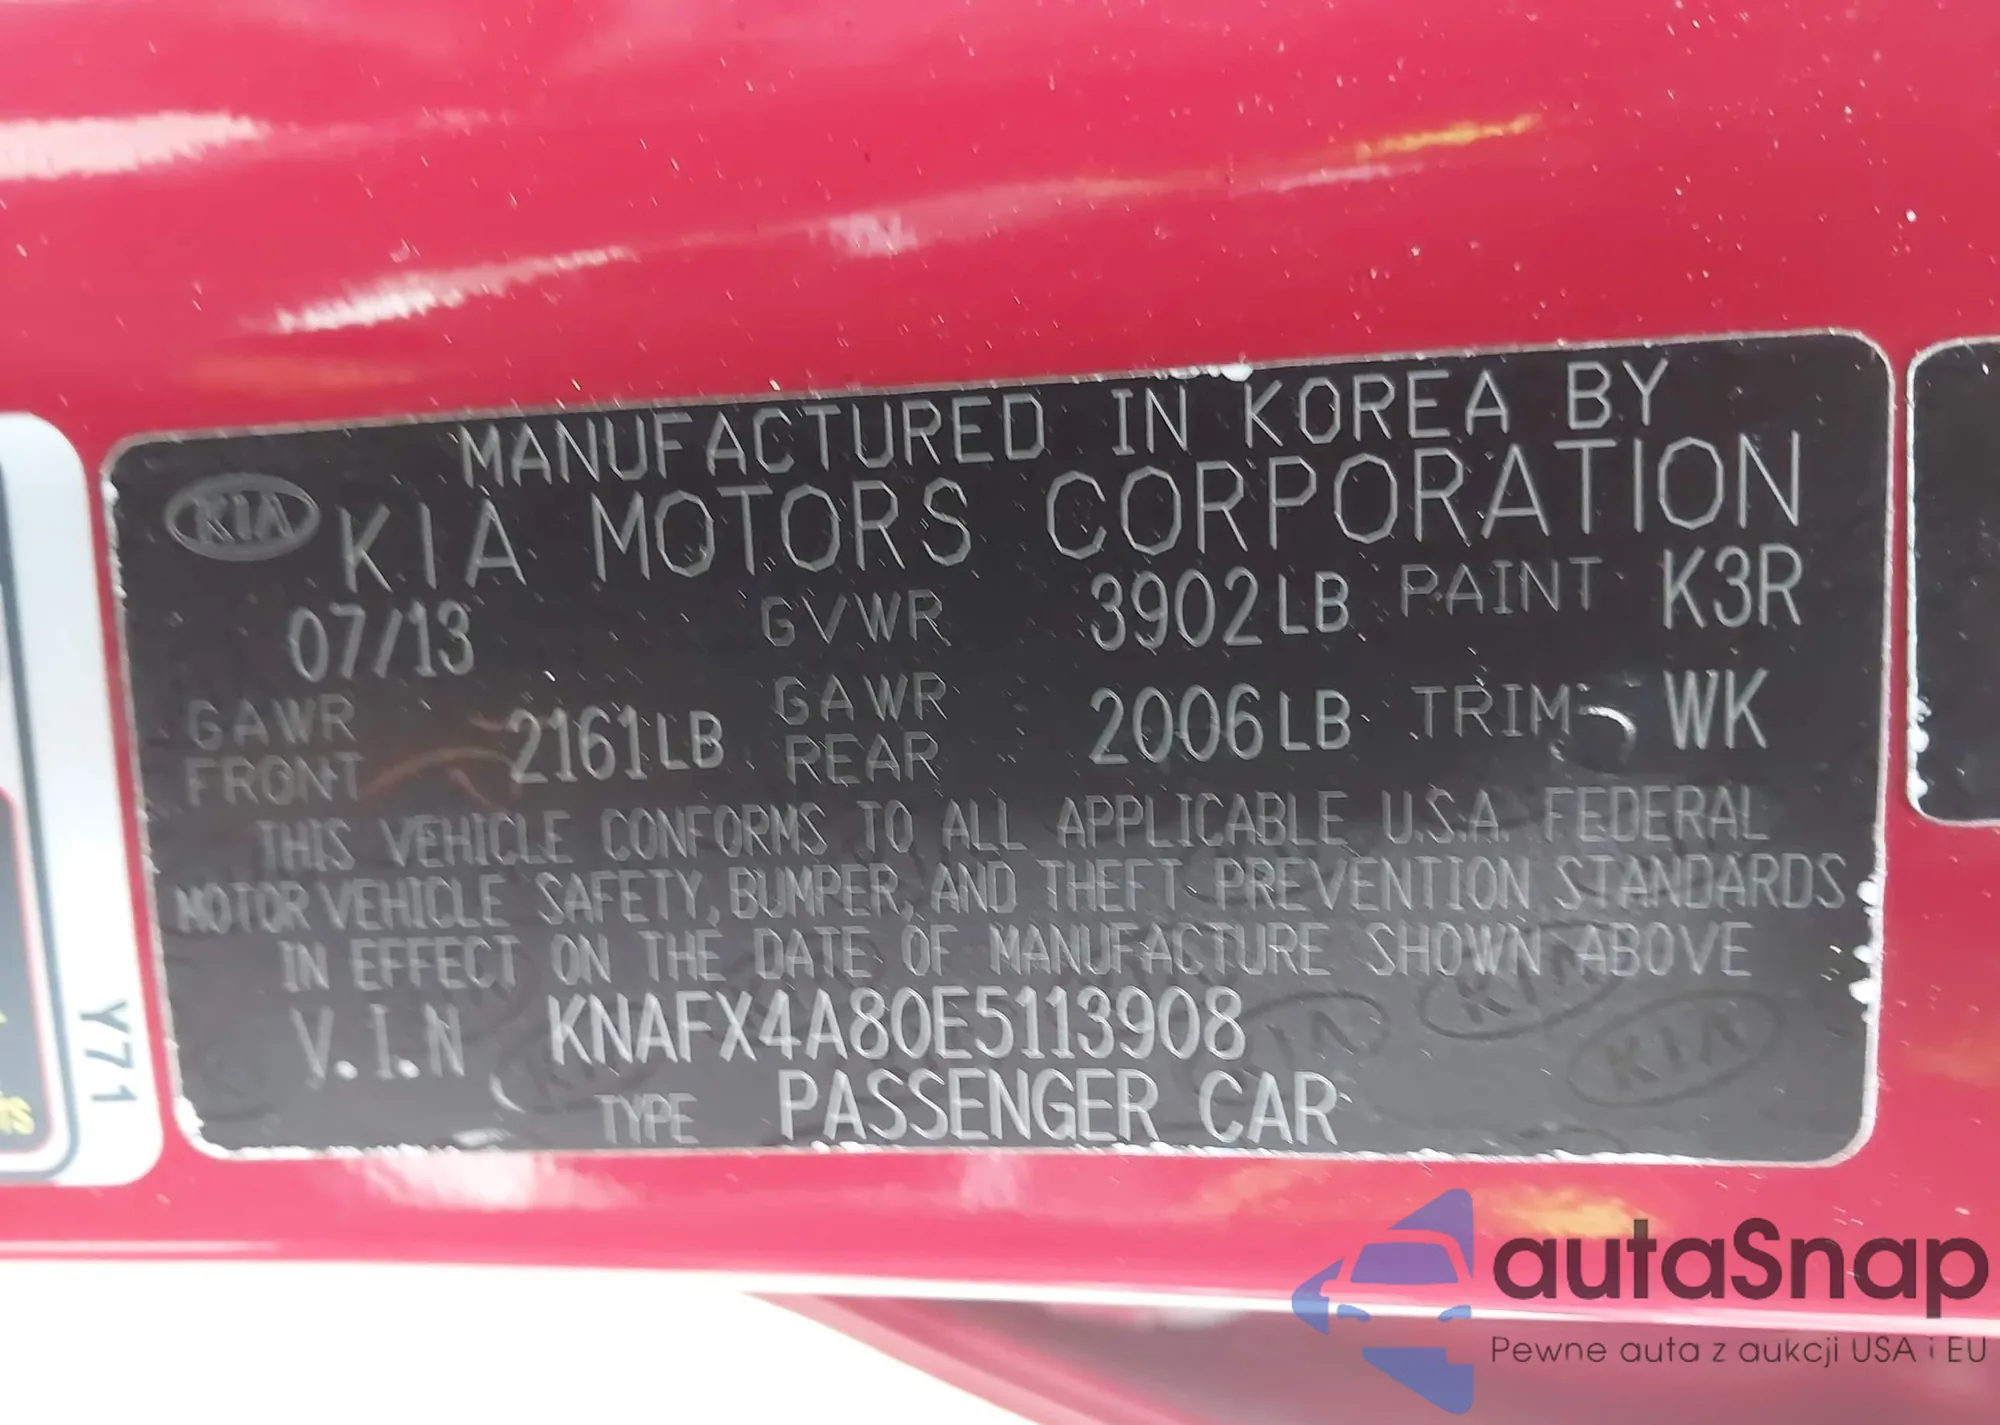 MANUFACTURED IN KOREA BY
KIA KIA MOTORS CORPORATION
07/13 GVWR 3902LB PAINT K3R
GAWR FRONT 2161LB GAWR REAR 2006LB TRIM WK
THIS VEHICLE CONFORMS TO ALL APPLICABLE U.S.A. FEDERAL
MOTOR VEHICLE SAFETY, BUMPER, AND THEFT PREVENTION STANDARDS
IN EFFECT ON THE DATE OF MANUFACTURE SHOWN ABOVE
V.I.N KNAFX4A80E5113908
TYPE PASSENGER CAR
KIA
KIA
KIA
Y71
autaSnap
Pewne auta z aukcji USA i EU